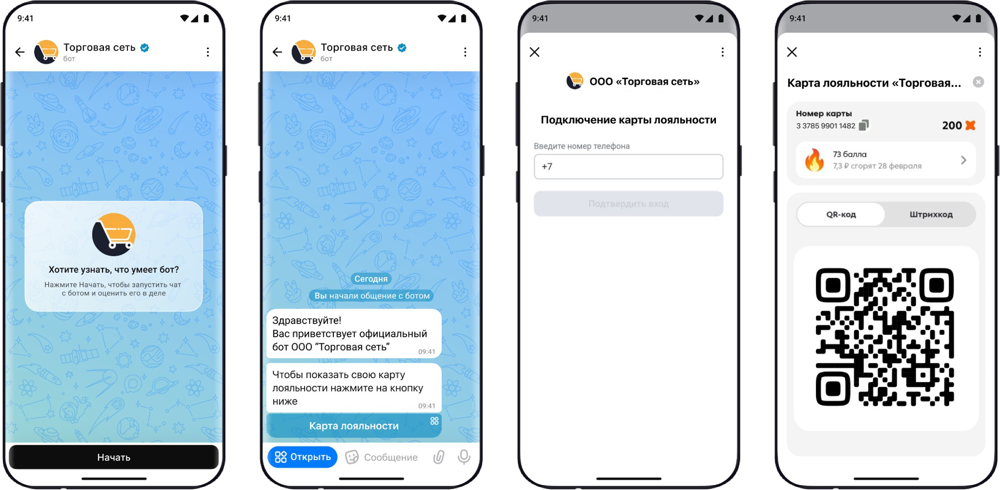 9:41
Торговая сеть
бот
Хотите узнать, что умеет бот?
Нажмите Начать, чтобы запустить чат
с ботом и оценить его в деле
Начать
9:41
Торговая сеть
бот
Сегодня
Вы начали общение с ботом
Здравствуйте!
Вас приветствует официальный
бот ООО “Торговая сеть”
09:41
Чтобы показать свою карту
лояльности нажмите на кнопку
ниже
09:41
Карта лояльности
Открыть
Сообщение
9:41
ООО «Торговая сеть»
Подключение карты лояльности
Введите номер телефона
+7
Подтвердить вход
9:41
Карта лояльности «Торговая...
Номер карты
3 3785 9901 1482
200
73 балла
7,3 ₽ сгорят 28 февраля
QR-код
Штрихкод